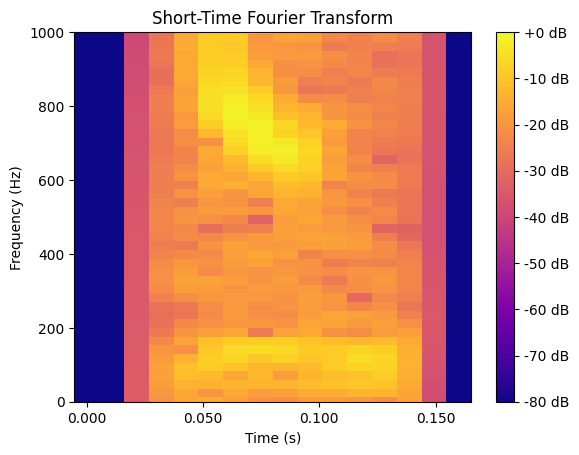 Short-Time Fourier Transform
1000
800
600
400
200
0
Frequency (Hz)
0.000
0.050
0.100
0.150
Time (s)
+0 dB
-10 dB
-20 dB
-30 dB
-40 dB
-50 dB
-60 dB
-70 dB
-80 dB